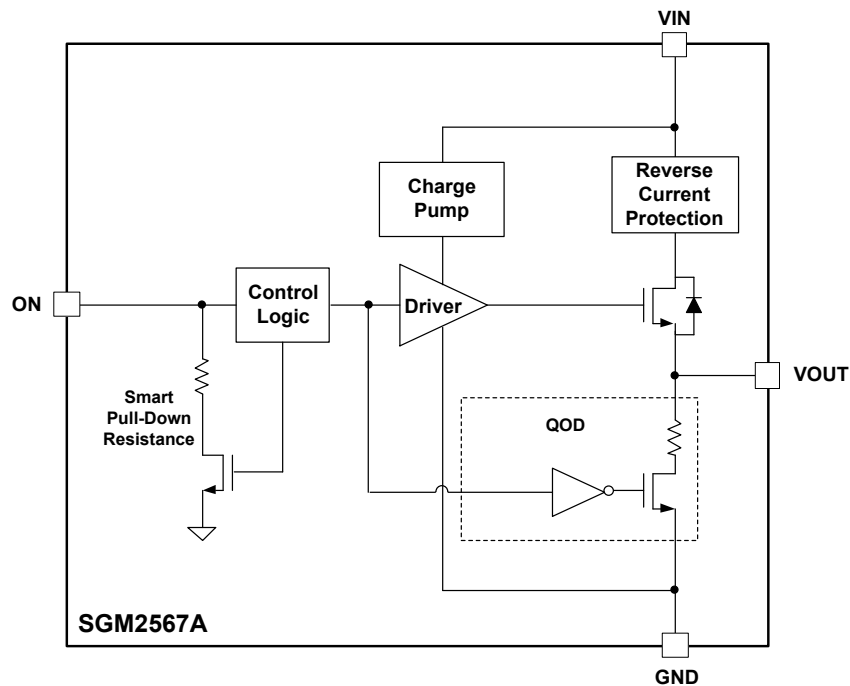 VIN
Charge
Pump
Reverse
Current
Protection
ON
Control
Logic
Driver
VOUT
Smart
Pull-Down
Resistance
QOD
SGM2567A
GND